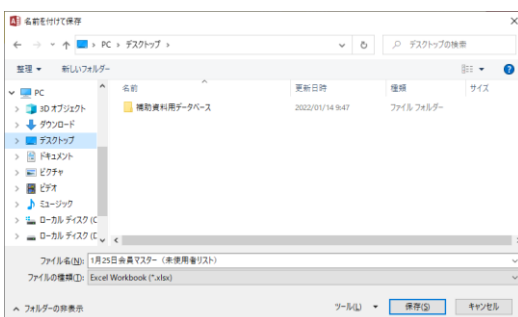 名前を付けて保存
PC › デスクトップ ›
デスクトップの検索
整理 新しいフォルダー
名前 更新日時 種類 サイズ
PC
3D オブジェクト
補助資料用データベース 2022/01/14 9:47 ファイル フォルダー
ダウンロード
デスクトップ
ドキュメント
ピクチャ
ビデオ
ミュージック
ローカル ディスク (C
ローカル ディスク (
ファイル名(N): 1月25日会員マスター（未使用者リスト）
ファイルの種類(T): Excel Workbook (*.xlsx)
フォルダーの非表示 ツール(L) 保存(S) キャンセル